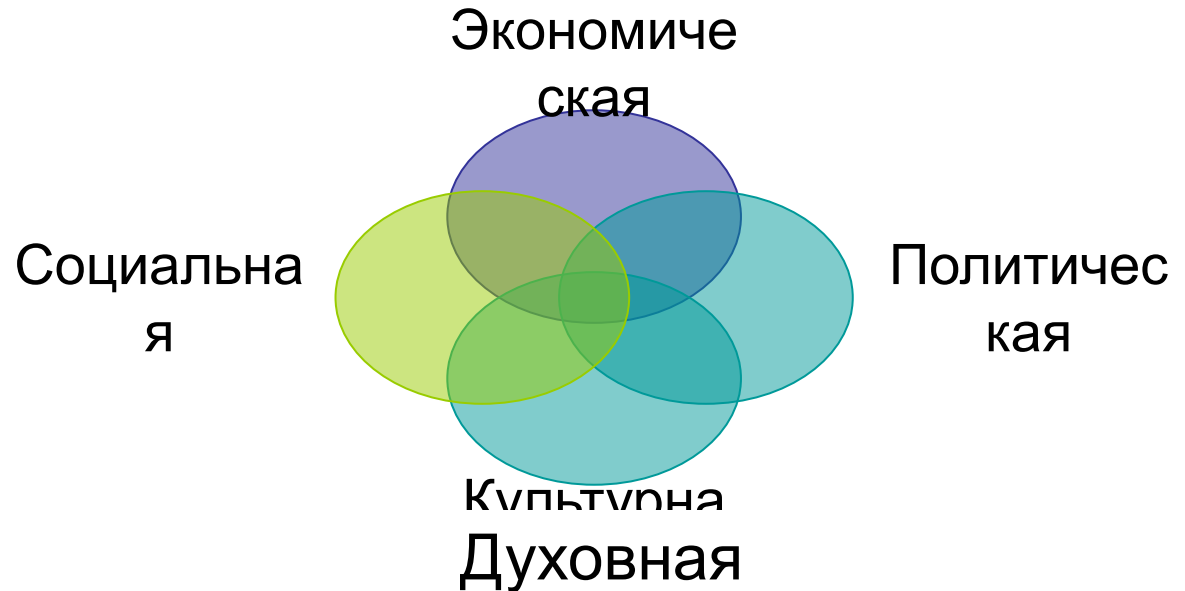 Экономиче
ская
Социальна
я
Политичес
кая
Культурна
Духовная